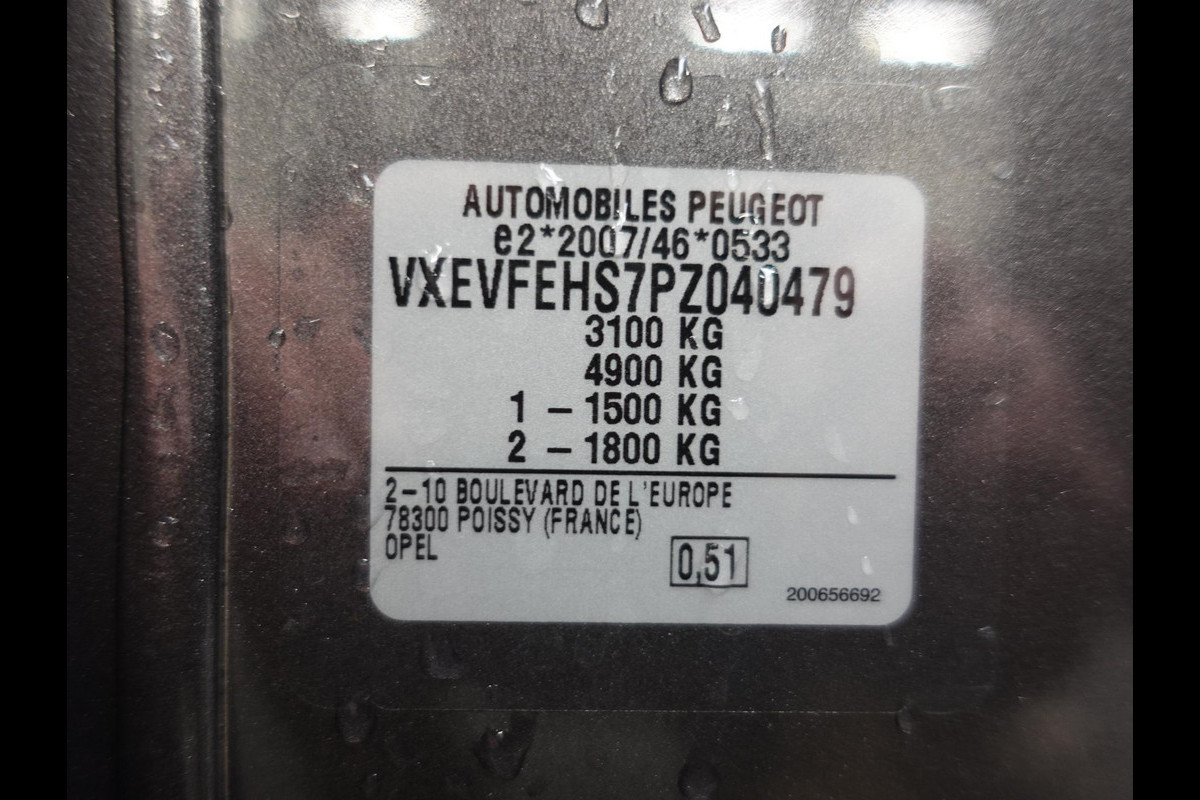 AUTOMOBILES PEUGEOT
e2*2007/46*0533
VXEVFEHS7PZ040479
3100 KG
4900 KG
1 – 1500 KG
2 – 1800 KG
2–10 BOULEVARD DE L'EUROPE
78300 POISSY (FRANCE)
OPEL
0,51
200656692